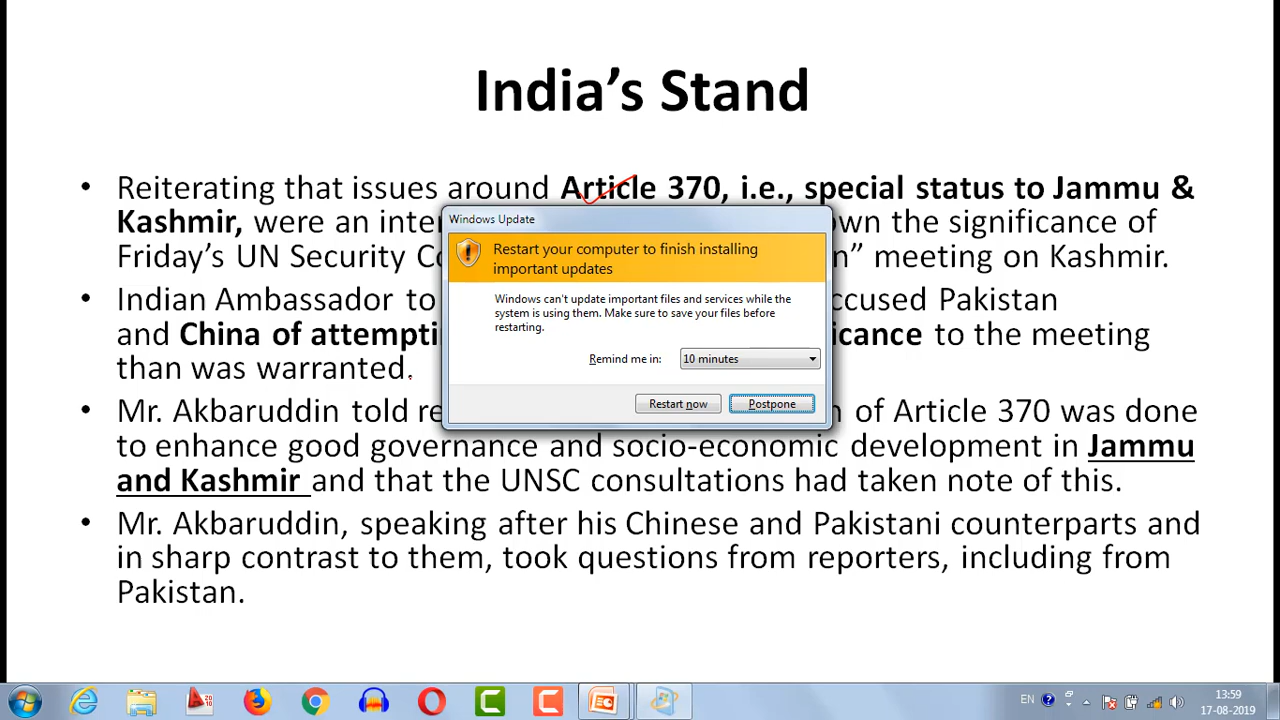 India’s Stand
• Reiterating that issues around Article 370, i.e., special status to Jammu &
Kashmir, were an inter own the significance of
Friday’s UN Security Co n” meeting on Kashmir.
• Indian Ambassador to ccused Pakistan
and China of attempti icance to the meeting
than was warranted.
• Mr. Akbaruddin told re n of Article 370 was done
to enhance good governance and socio-economic development in Jammu
and Kashmir and that the UNSC consultations had taken note of this.
• Mr. Akbaruddin, speaking after his Chinese and Pakistani counterparts and
in sharp contrast to them, took questions from reporters, including from
Pakistan.
Windows Update
Restart your computer to finish installing
important updates
Windows can't update important files and services while the
system is using them. Make sure to save your files before
restarting.
Remind me in: 10 minutes
Restart now Postpone
EN 13:59
17-08-2019